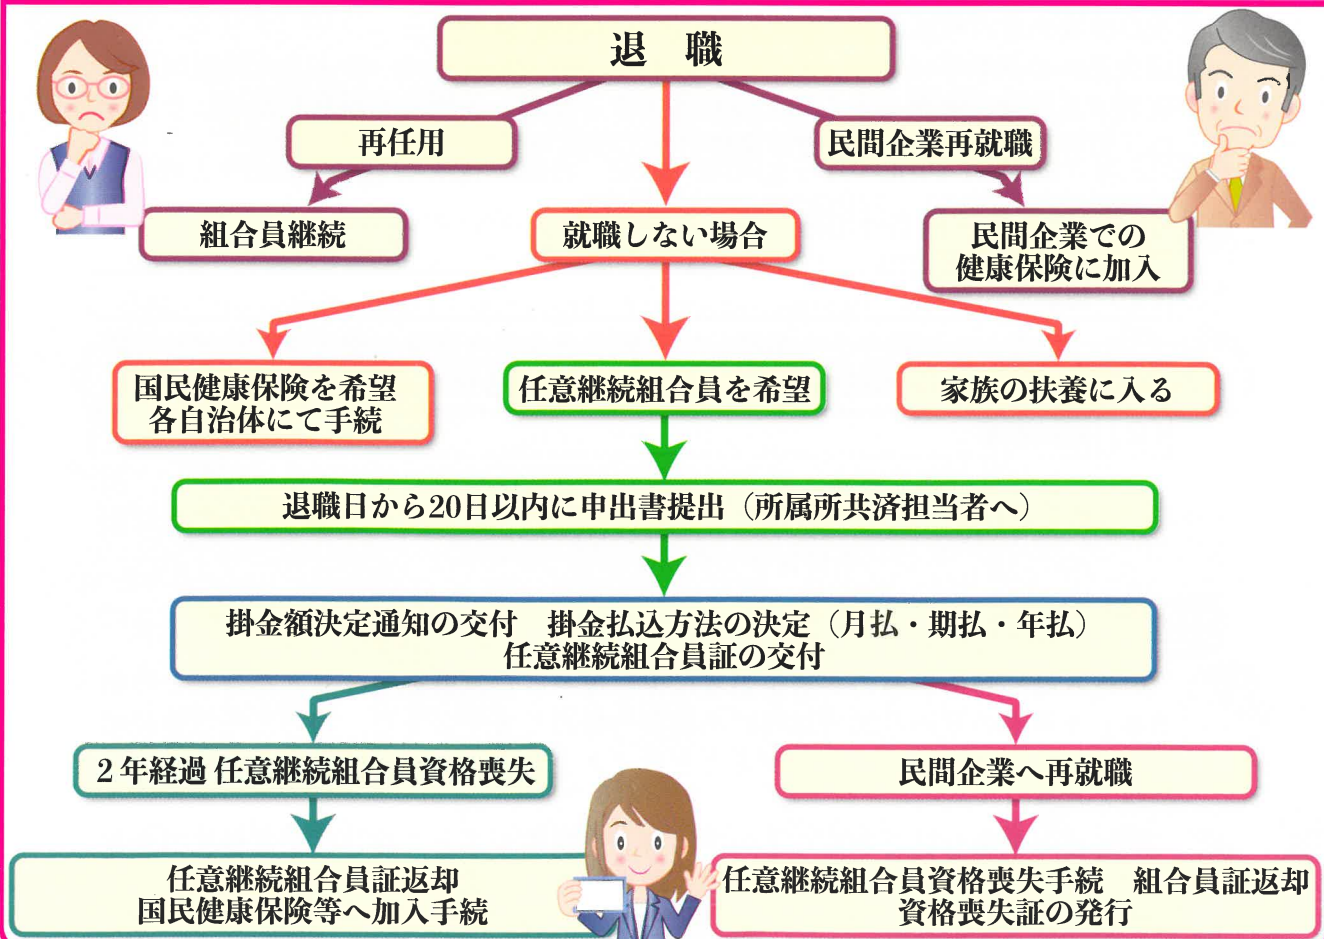 退　職
再任用
民間企業再就職
組合員継続
就職しない場合
民間企業での
健康保険に加入
国民健康保険を希望
各自治体にて手続
任意継続組合員を希望
家族の扶養に入る
退職日から20日以内に申出書提出（所属所共済担当者へ）
掛金額決定通知の交付　掛金払込方法の決定（月払・期払・年払）
任意継続組合員証の交付
２年経過 任意継続組合員資格喪失
民間企業へ再就職
任意継続組合員証返却
国民健康保険等へ加入手続
任意継続組合員資格喪失手続　組合員証返却
資格喪失証の発行